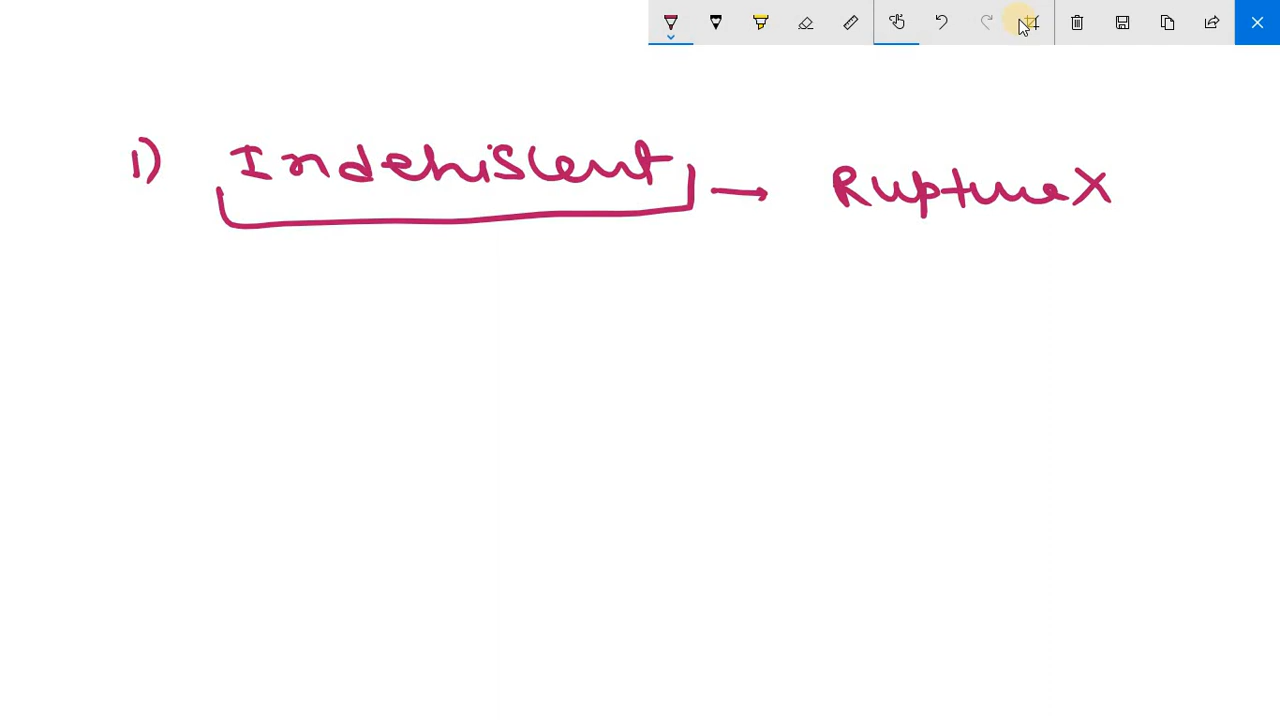 1) Indehiscent → Rupture X